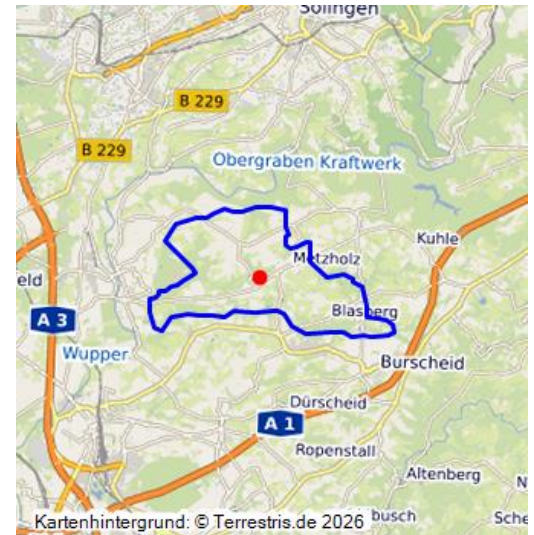 Solingen
B 229
B 229
Obergraben Kraftwerk
Kuhle
Metzholz
eld
A 3
Blasberg
Wupper
Burscheid
Dürscheid
A 1
Ropenstall
Altenberg
N
Kartenhintergrund: © Terrestris.de 2026
busch
Sche